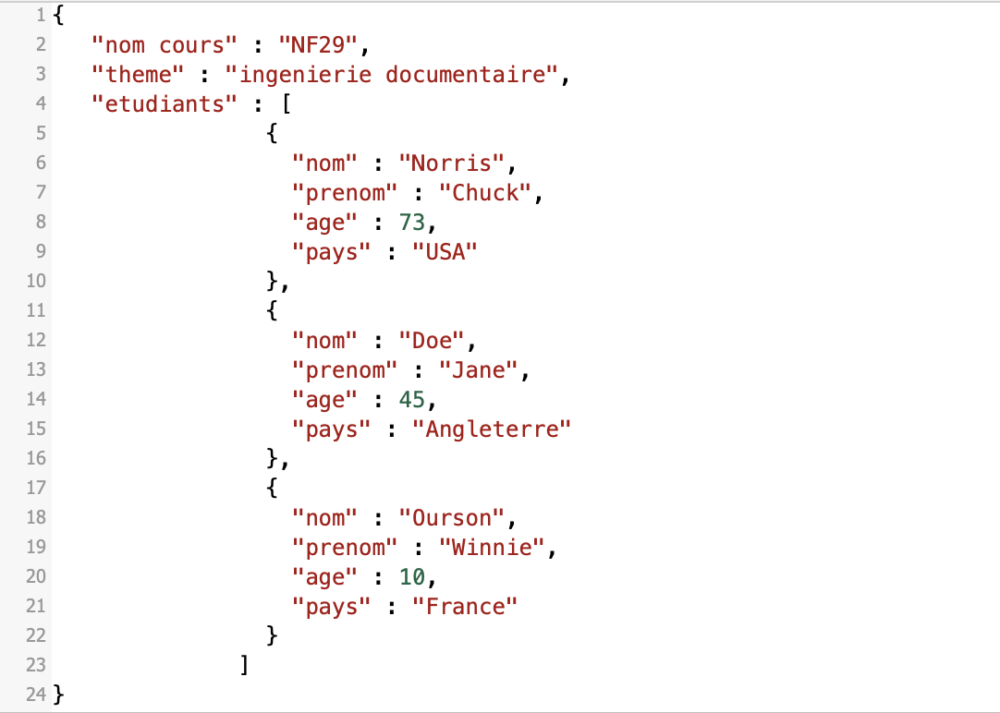 1 {
2 "nom cours" : "NF29",
3 "theme" : "ingenierie documentaire",
4 "etudiants" : [
5 {
6 "nom" : "Norris",
7 "prenom" : "Chuck",
8 "age" : 73,
9 "pays" : "USA"
10 },
11 {
12 "nom" : "Doe",
13 "prenom" : "Jane",
14 "age" : 45,
15 "pays" : "Angleterre"
16 },
17 {
18 "nom" : "Ourson",
19 "prenom" : "Winnie",
20 "age" : 10,
21 "pays" : "France"
22 }
23 ]
24 }